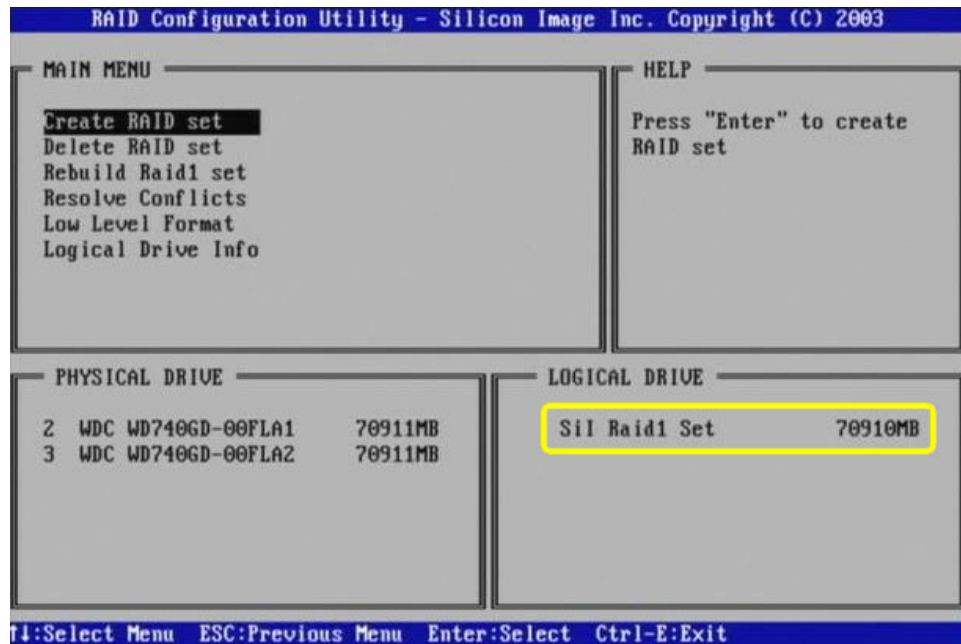 RAID Configuration Utility - Silicon Image Inc. Copyright (C) 2003
MAIN MENU
Create RAID set
Delete RAID set
Rebuild Raid1 set
Resolve Conflicts
Low Level Format
Logical Drive Info
HELP
Press "Enter" to create
RAID set
PHYSICAL DRIVE
2 WDC WD740GD-00FLA1 70911MB
3 WDC WD740GD-00FLA2 70911MB
LOGICAL DRIVE
SiI Raid1 Set 70910MB
↑↓:Select Menu ESC:Previous Menu Enter:Select Ctrl-E:Exit